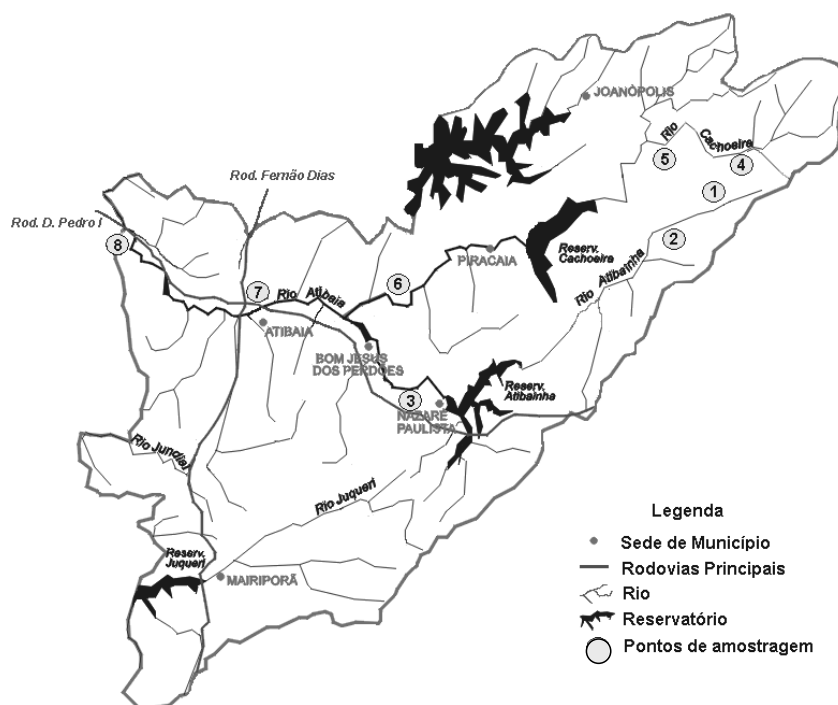 JOANÓPOLIS
Rio
Cachoeira
5
4
1
Rod. Fernão Dias
Rod. D. Pedro I
8
2
PIRACAIA
Reserv.
Cachoeira
Rio Atibainha
6
7
Rio Atibaia
ATIBAIA
BOM JESUS
DOS PERDÕES
3
NAZARÉ
PAULISTA
Reserv.
Atibainha
Rio Jundiaí
Rio Juqueri
Reserv.
Juqueri
MAIRIPORÃ
Legenda
Sede de Município
Rodovias Principais
Rio
Reservatório
Pontos de amostragem